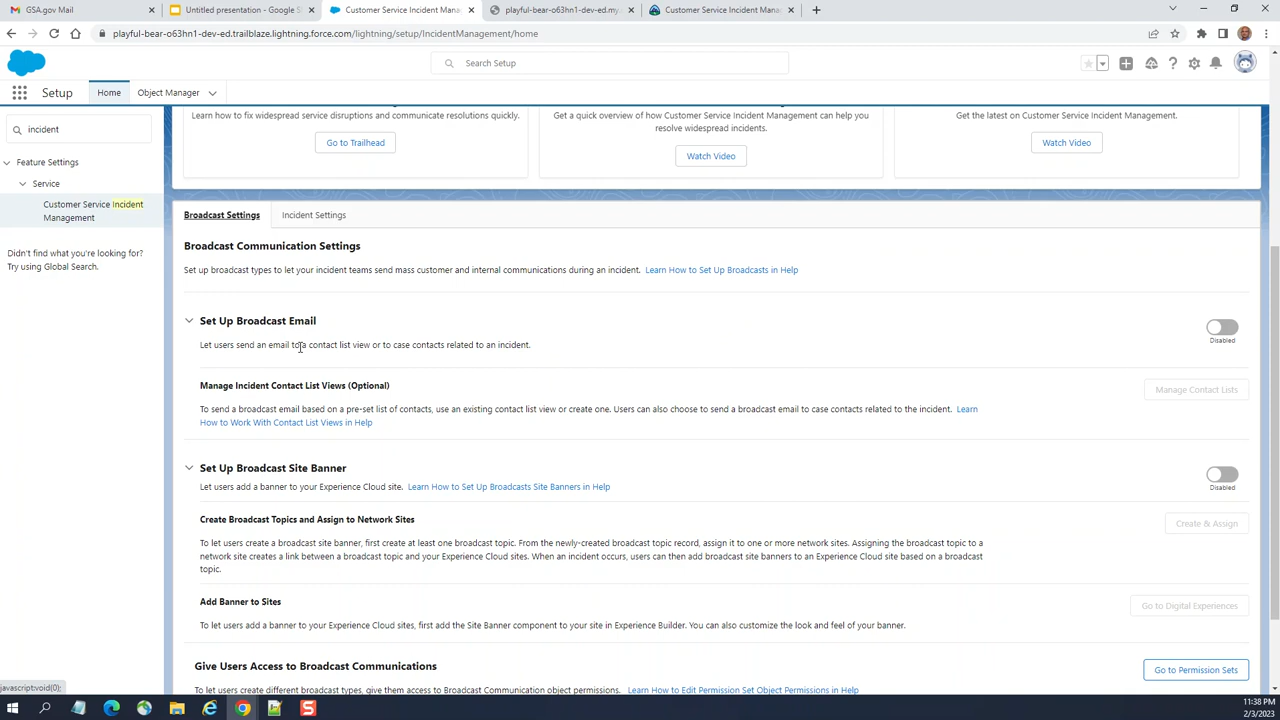 GSA.gov Mail
Untitled presentation - Google S
Customer Service Incident Mana
playful-bear-o63hn1-dev-ed.my.
Customer Service Incident Mana
playful-bear-o63hn1-dev-ed.trailblaze.lightning.force.com/lightning/setup/IncidentManagement/home
Search Setup
Setup
Home
Object Manager
incident
Learn how to fix widespread service disruptions and communicate resolutions quickly.
Get a quick overview of how Customer Service Incident Management can help you
resolve widespread incidents.
Get the latest on Customer Service Incident Management.
Go to Trailhead
Watch Video
Watch Video
Feature Settings
Service
Customer Service Incident
Management
Didn't find what you're looking for?
Try using Global Search.
Broadcast Settings
Incident Settings
Broadcast Communication Settings
Set up broadcast types to let your incident teams send mass customer and internal communications during an incident. Learn How to Set Up Broadcasts in Help
Set Up Broadcast Email
Let users send an email to a contact list view or to case contacts related to an incident.
Disabled
Manage Incident Contact List Views (Optional)
Manage Contact Lists
To send a broadcast email based on a pre-set list of contacts, use an existing contact list view or create one. Users can also choose to send a broadcast email to case contacts related to the incident. Learn
How to Work With Contact List Views in Help
Set Up Broadcast Site Banner
Let users add a banner to your Experience Cloud site. Learn How to Set Up Broadcasts Site Banners in Help
Disabled
Create Broadcast Topics and Assign to Network Sites
Create & Assign
To let users create a broadcast site banner, first create at least one broadcast topic. From the newly-created broadcast topic record, assign it to one or more network sites. Assigning the broadcast topic to a
network site creates a link between a broadcast topic and your Experience Cloud sites. When an incident occurs, users can then add broadcast site banners to an Experience Cloud site based on a broadcast
topic.
Add Banner to Sites
Go to Digital Experiences
To let users add a banner to your Experience Cloud sites, first add the Site Banner component to your site in Experience Builder. You can also customize the look and feel of your banner.
Give Users Access to Broadcast Communications
Go to Permission Sets
To let users create different broadcast types, give them access to Broadcast Communication object permissions. Learn How to Edit Permission Set Object Permissions in Help
javascript:void(0);
11:38 PM
2/3/2023